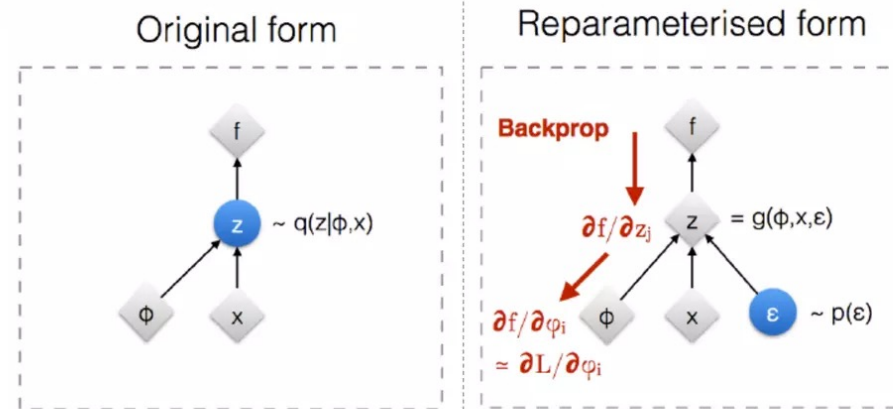 Original form
f
z ~ q(z|ϕ,x)
ϕ x
Reparameterised form
Backprop
f
∂f/∂zⱼ
z = g(ϕ,x,ε)
∂f/∂φᵢ
≃ ∂L/∂φᵢ
ϕ x ε ~ p(ε)